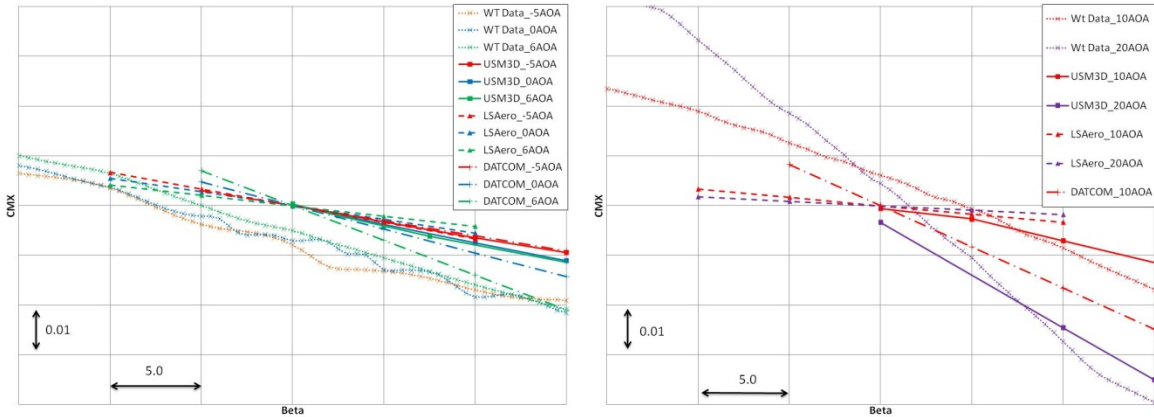 WT Data_-5AOA
WT Data_0AOA
WT Data_6AOA
USM3D_-5AOA
USM3D_0AOA
USM3D_6AOA
LSAero_-5AOA
LSAero_0AOA
LSAero_6AOA
DATCOM_-5AOA
DATCOM_0AOA
DATCOM_6AOA
CMX
0.01
5.0
Beta
Wt Data_10AOA
Wt Data_20AOA
USM3D_10AOA
USM3D_20AOA
LSAero_10AOA
LSAero_20AOA
DATCOM_10AOA
CMX
0.01
5.0
Beta